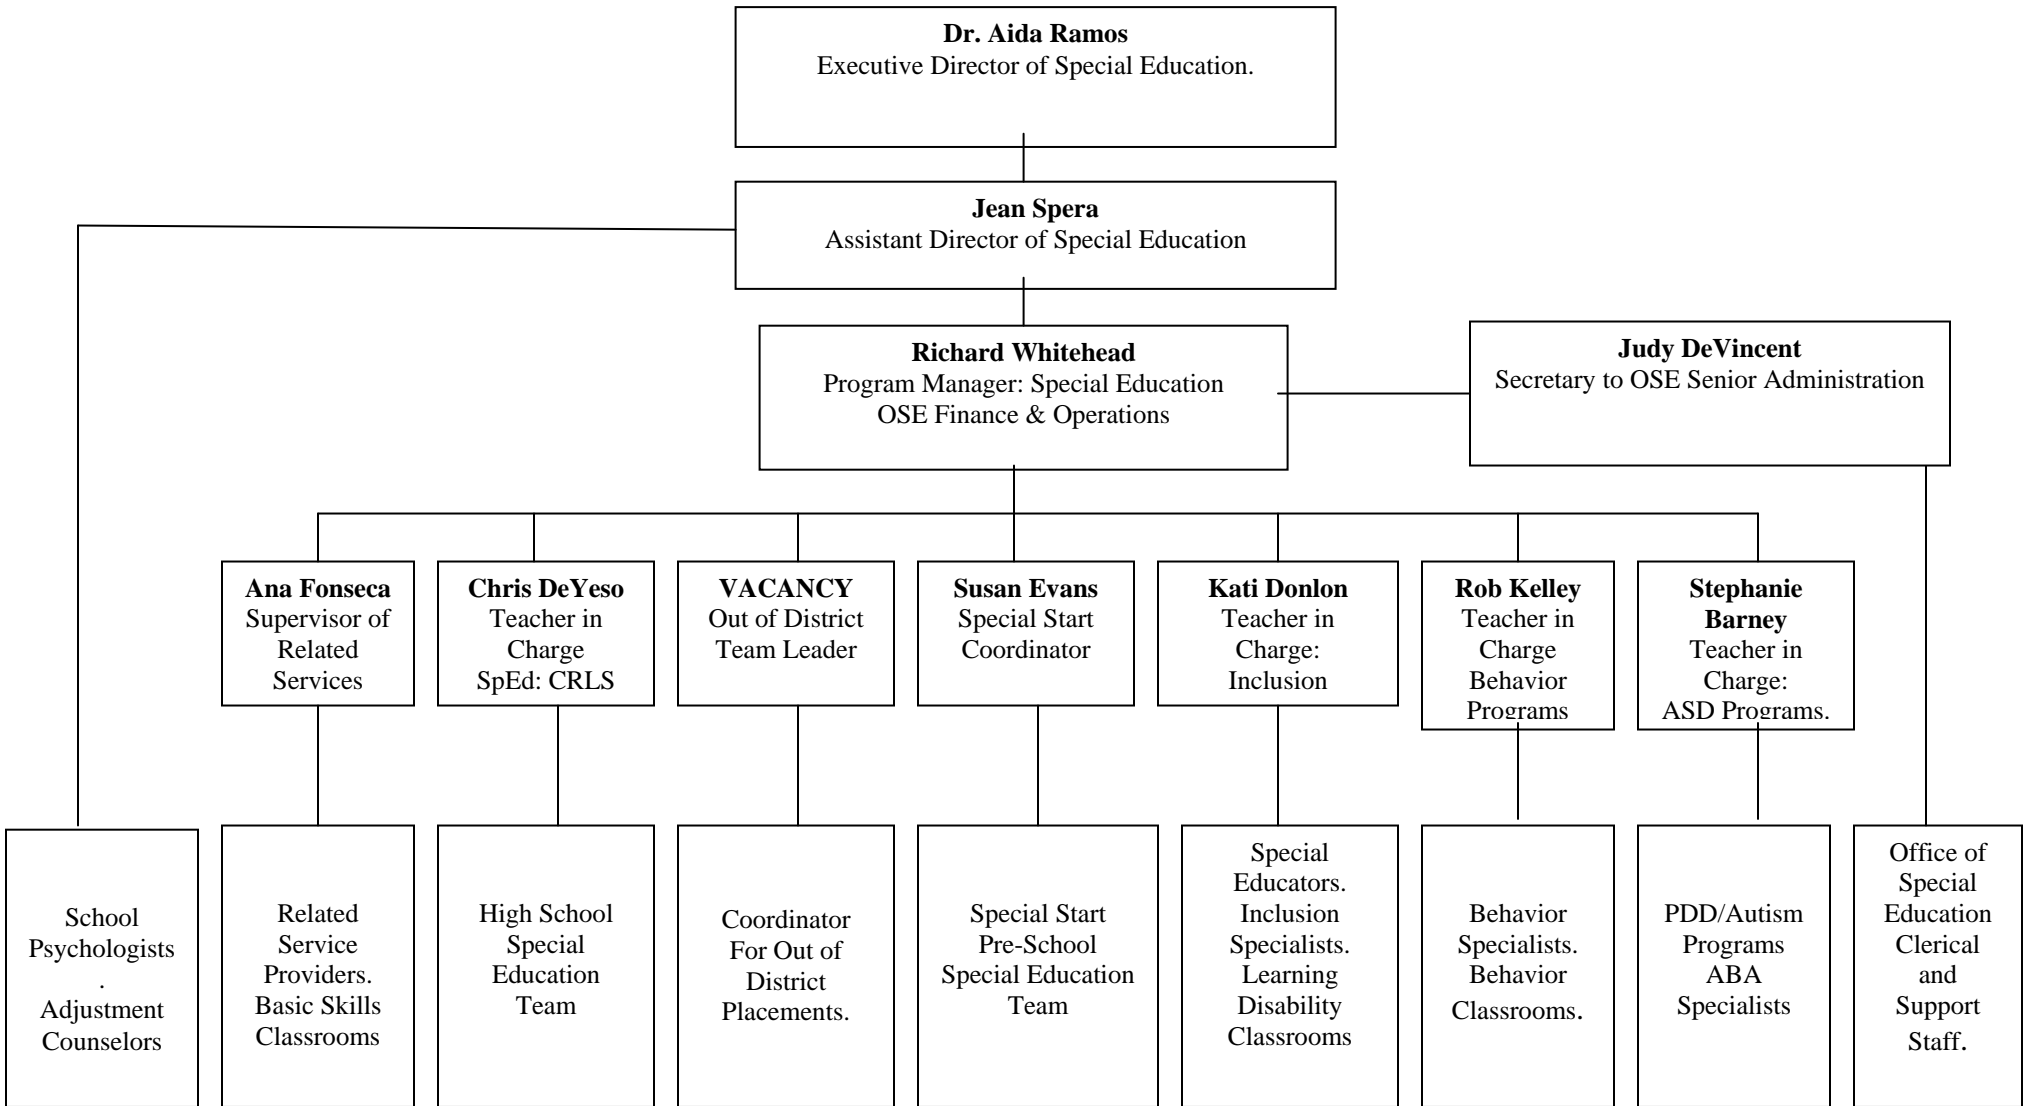 Dr. Aida Ramos
Executive Director of Special Education.
Jean Spera
Assistant Director of Special Education
Richard Whitehead
Program Manager: Special Education
OSE Finance & Operations
Judy DeVincent
Secretary to OSE Senior Administration
Ana Fonseca
Supervisor of
Related
Services
Chris DeYeso
Teacher in
Charge
SpEd: CRLS
VACANCY
Out of District
Team Leader
Susan Evans
Special Start
Coordinator
Kati Donlon
Teacher in
Charge:
Inclusion
Rob Kelley
Teacher in
Charge
Behavior
Programs
Stephanie
Barney
Teacher in
Charge:
ASD Programs.
School
Psychologists
.
Adjustment
Counselors
Related
Service
Providers.
Basic Skills
Classrooms
High School
Special
Education
Team
Coordinator
For Out of
District
Placements.
Special Start
Pre-School
Special Education
Team
Special
Educators.
Inclusion
Specialists.
Learning
Disability
Classrooms
Behavior
Specialists.
Behavior
Classrooms.
PDD/Autism
Programs
ABA
Specialists
Office of
Special
Education
Clerical
and
Support
Staff.